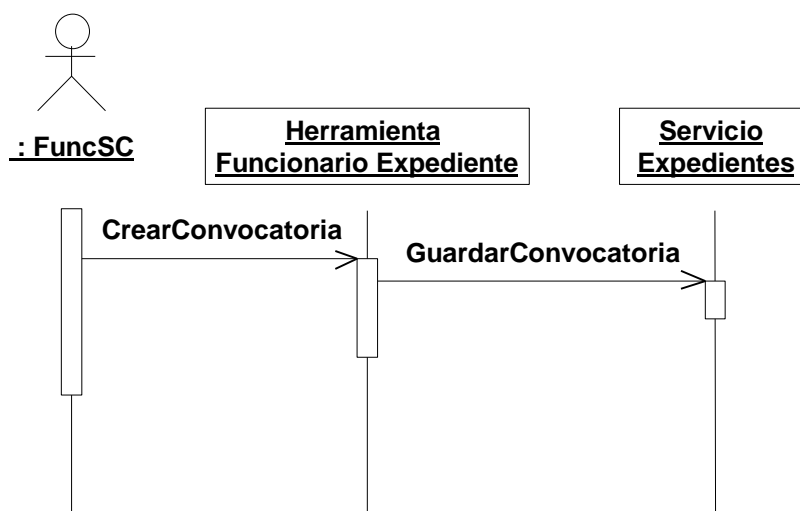 : FuncSC
Herramienta
Funcionario Expediente
Servicio
Expedientes
CrearConvocatoria
GuardarConvocatoria